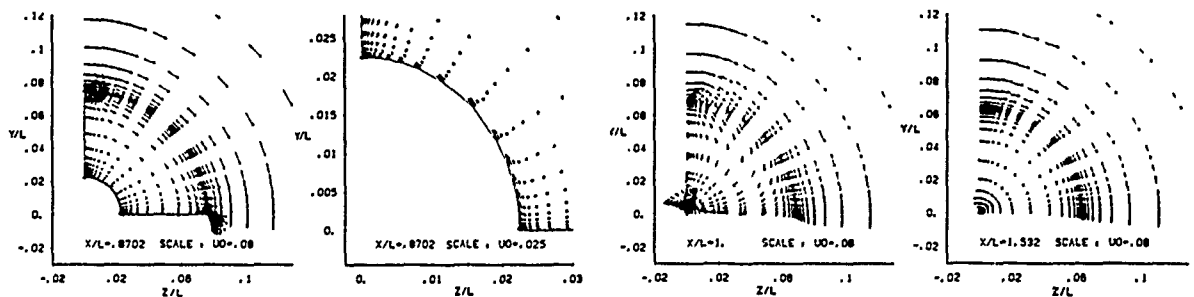 .12
.1
.08
.06
.04
.02
0.
-.02
Y/L
X/L=.8702 SCALE : UO=.08
-.02 .02 .06 .1
Z/L
.025
.02
.015
.01
.005
0.
Y/L
X/L=.8702 SCALE : UO=.025
0. .01 .02 .03
Z/L
.12
.1
.08
.06
.04
.02
0.
-.02
Y/L
X/L=1. SCALE : UO=.08
-.02 .02 .06 .1
Z/L
.12
.1
.08
.06
.04
.02
0.
-.02
Y/L
X/L=1.532 SCALE : UO=.08
-.02 .02 .06 .1
Z/L